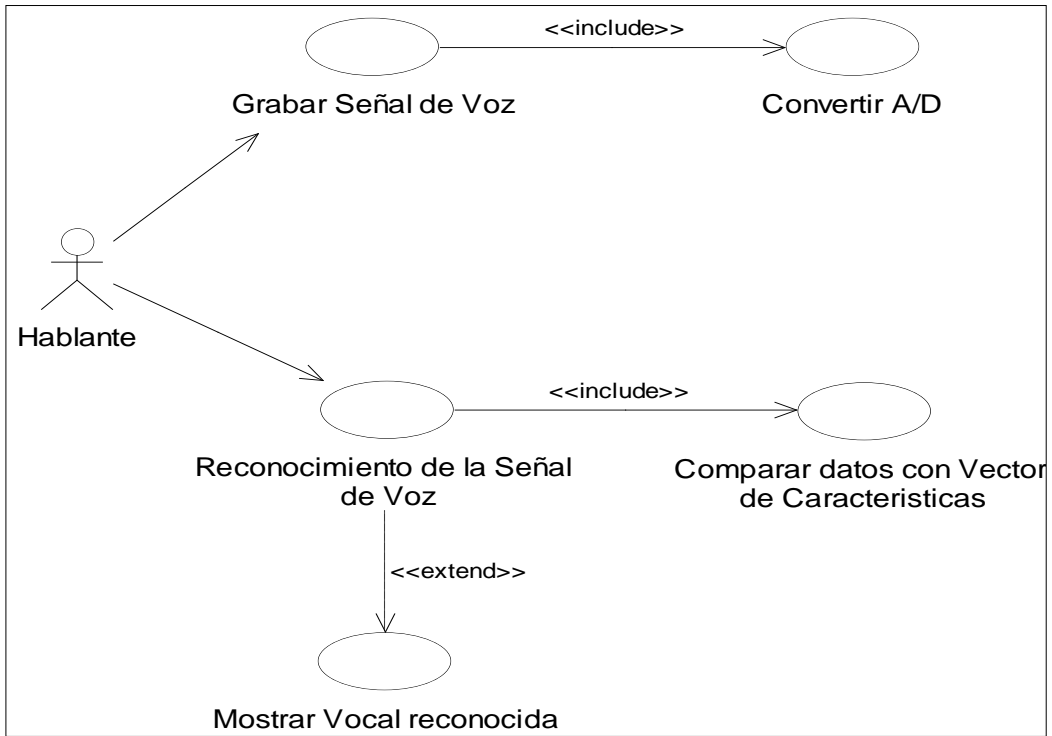 <<include>>
Grabar Señal de Voz
Convertir A/D
Hablante
<<include>>
Reconocimiento de la Señal
de Voz
Comparar datos con Vector
de Caracteristicas
<<extend>>
Mostrar Vocal reconocida